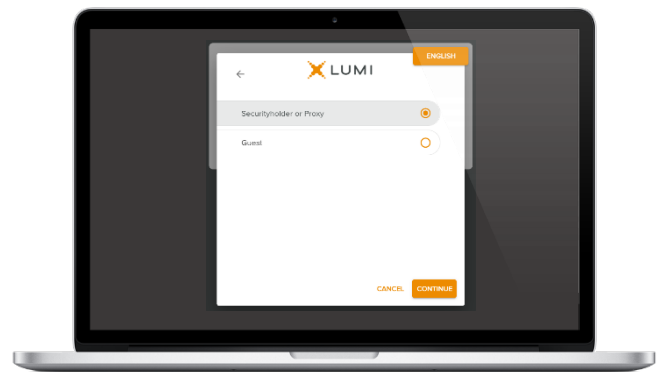 ENGLISH
LUMI
Securityholder or Proxy
Guest
CANCEL
CONTINUE